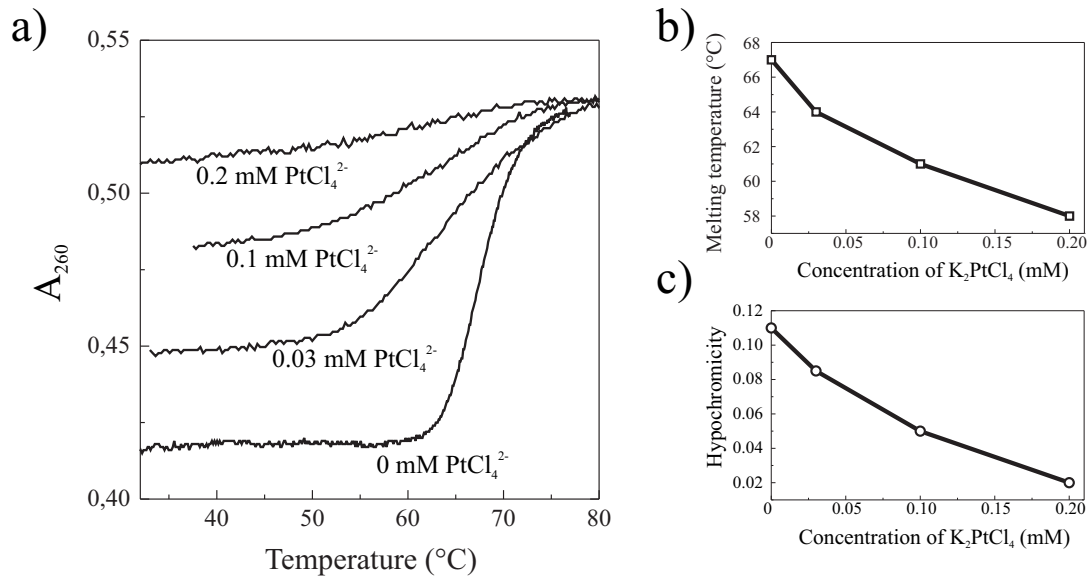 a)
0,55
0,50
0,45
0,40
A₂₆₀
0.2 mM PtCl₄²⁻
0.1 mM PtCl₄²⁻
0.03 mM PtCl₄²⁻
0 mM PtCl₄²⁻
40 50 60 70 80
Temperature (°C)
b)
Melting temperature (°C)
68
66
64
62
60
58
0 0.05 0.10 0.15 0.20
Concentration of K₂PtCl₄ (mM)
c)
Hypochromicity
0.12
0.10
0.08
0.06
0.04
0.02
0 0.05 0.10 0.15 0.20
Concentration of K₂PtCl₄ (mM)